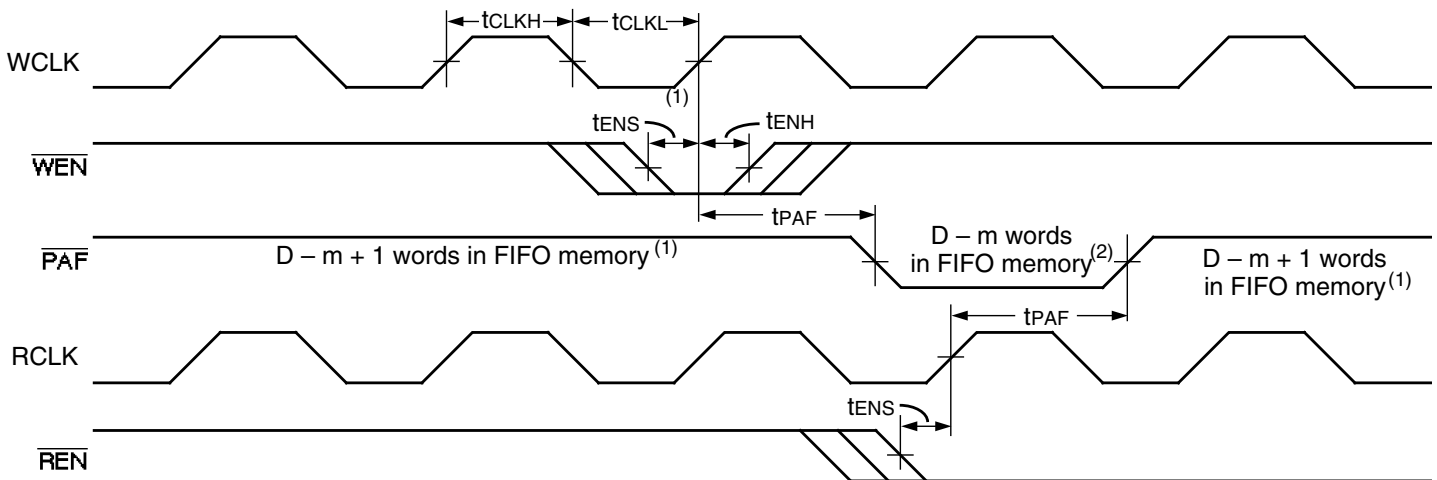 tCLKH
tCLKL
WCLK
(1)
tENS
tENH
WEN
tPAF
PAF
D – m + 1 words in FIFO memory (1)
D – m words
in FIFO memory(2)
D – m + 1 words
in FIFO memory(1)
tPAF
RCLK
tENS
REN